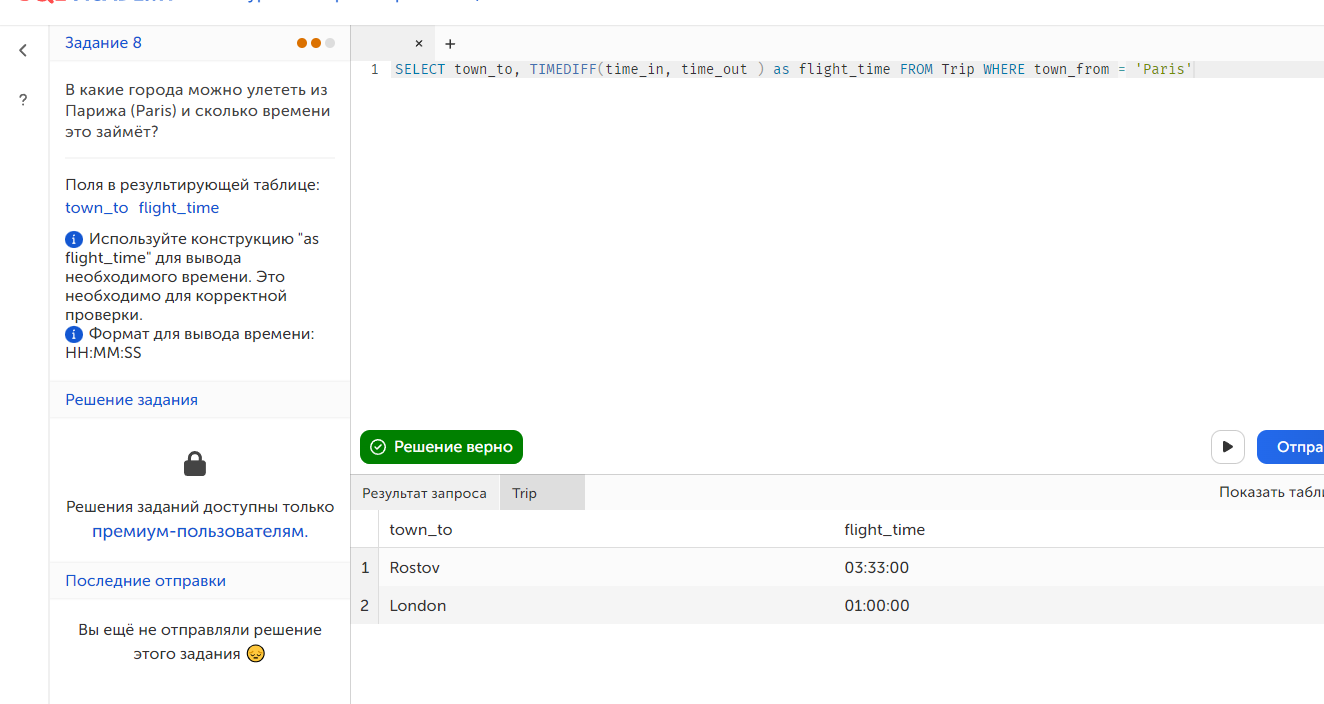 Задание 8
В какие города можно улететь из
Парижа (Paris) и сколько времени
это займёт?
Поля в результирующей таблице:
town_to flight_time
Используйте конструкцию "as
flight_time" для вывода
необходимого времени. Это
необходимо для корректной
проверки.
Формат для вывода времени:
HH:MM:SS
Решение задания
Решения заданий доступны только
премиум-пользователям.
Последние отправки
Вы ещё не отправляли решение
этого задания
1 SELECT town_to, TIMEDIFF(time_in, time_out ) as flight_time FROM Trip WHERE town_from = 'Paris'
Решение верно
Отпра
Результат запроса Trip
Показать табли
town_to flight_time
1 Rostov 03:33:00
2 London 01:00:00